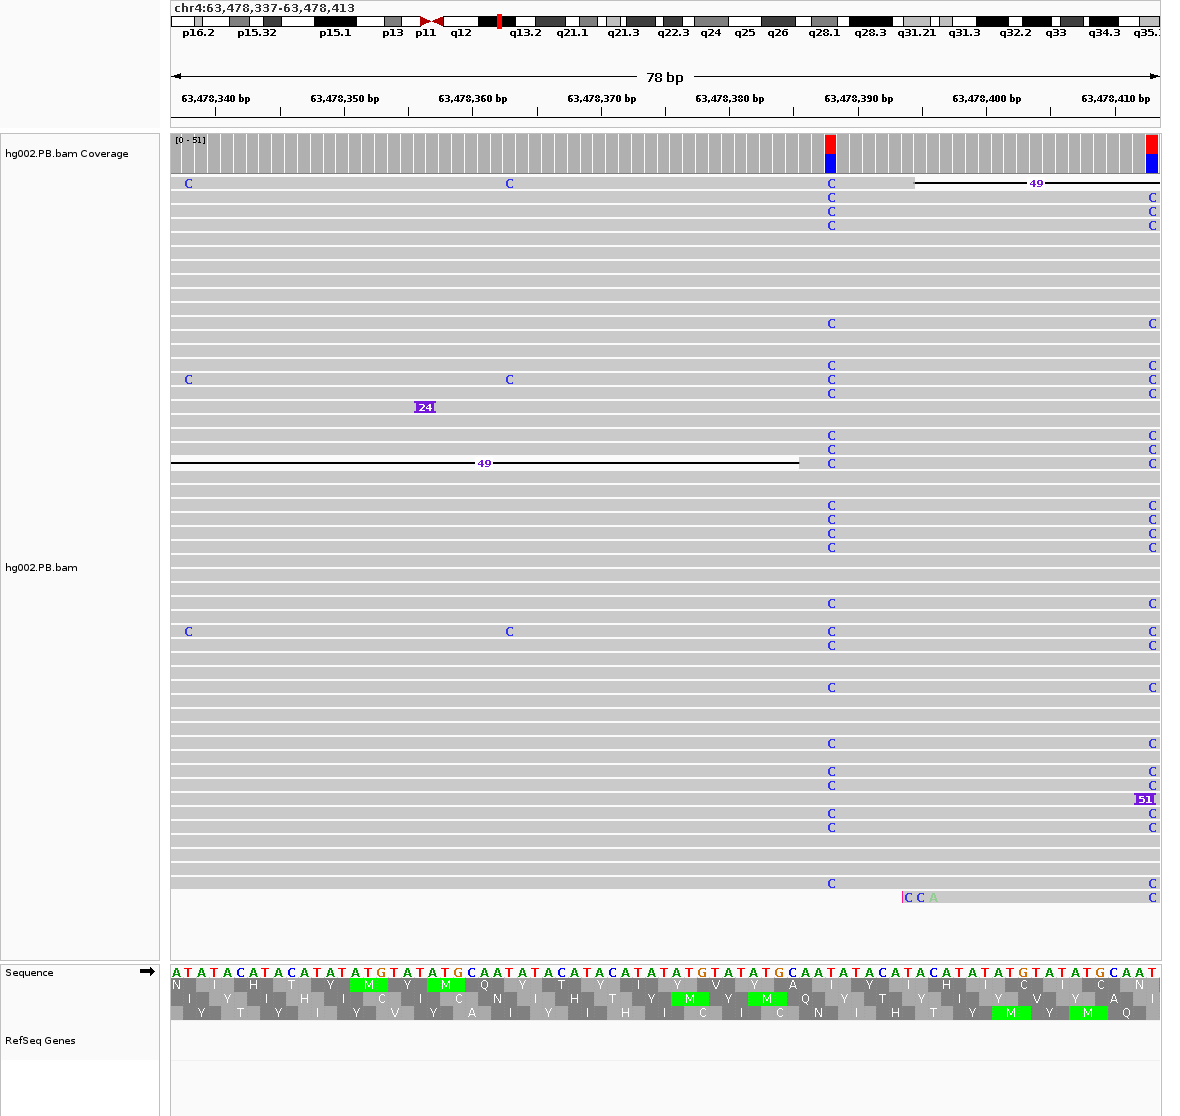 chr4:63,478,337-63,478,413
p16.2 p15.32 p15.1 p13 p11 q12 q13.2 q21.1 q21.3 q22.3 q24 q25 q26 q28.1 q28.3 q31.21 q31.3 q32.2 q33 q34.3
78 bp
63,478,340 bp 63,478,350 bp 63,478,360 bp 63,478,370 bp 63,478,380 bp 63,478,390 bp 63,478,400 bp 63,478,410 bp
hg002.PB.bam Coverage [0 - 51]
C C C 49
C C
C C
C C
C C
C C
C C C C
C C
24
C C
C C
49 C C
C C
C C
C C
C C
hg002.PB.bam
C C
C C C C
C C
C C
C C
C C
C C
51
C C
C C
C C
C C A C
Sequence A T A T A C A T A C A T A T A T G T A T A T G C A A T A T A C A T A C A T A T A T G T A T A T G C A A T A T A C A T A C A T A T A T G T A T A T G C A A T
N I H T Y M Y M Q Y T Y I Y V Y A I Y I H I C I C N
I Y I H I C I C N I H T Y M Y M Q Y T Y I Y V Y A I
Y T Y I Y V Y A I Y I H I C I C N I H T Y M Y M Q
RefSeq Genes